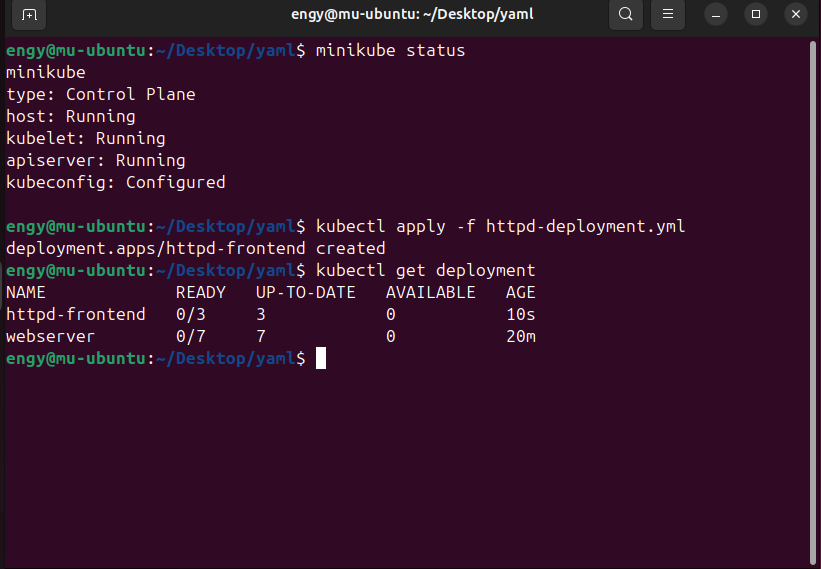 engy@mu-ubuntu: ~/Desktop/yaml
engy@mu-ubuntu:~/Desktop/yaml$ minikube status
minikube
type: Control Plane
host: Running
kubelet: Running
apiserver: Running
kubeconfig: Configured
engy@mu-ubuntu:~/Desktop/yaml$ kubectl apply -f httpd-deployment.yml
deployment.apps/httpd-frontend created
engy@mu-ubuntu:~/Desktop/yaml$ kubectl get deployment
NAME             READY   UP-TO-DATE   AVAILABLE   AGE
httpd-frontend   0/3     3            0           10s
webserver        0/7     7            0           20m
engy@mu-ubuntu:~/Desktop/yaml$